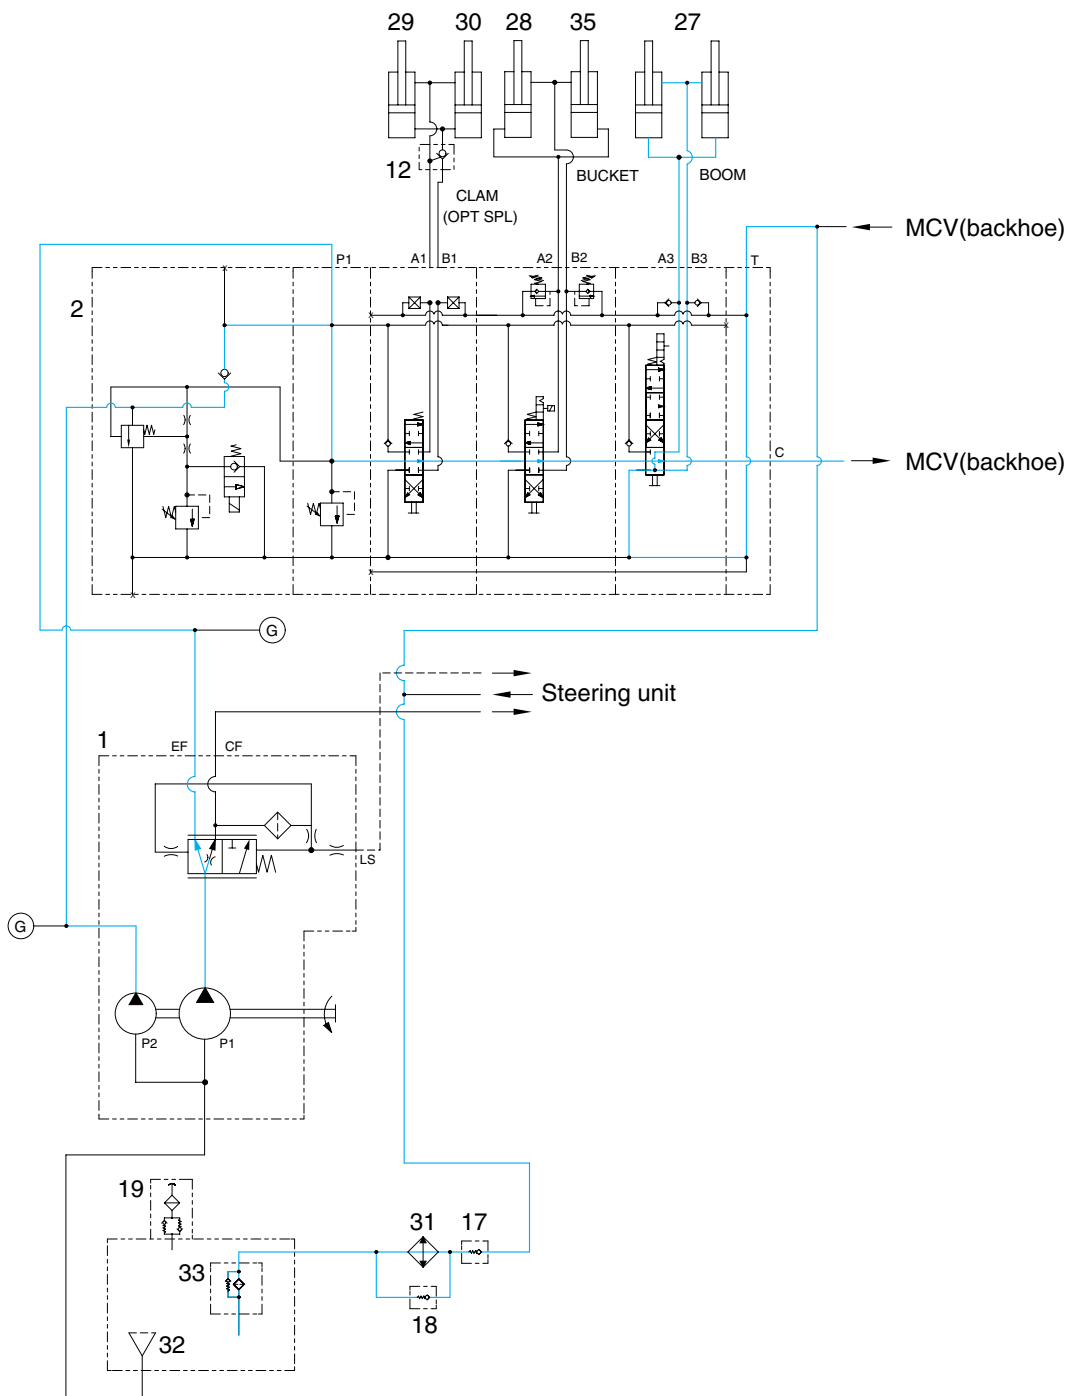 29 30 28 35 27
12
CLAM
(OPT SPL)
BUCKET
BOOM
MCV(backhoe)
P1 A1 B1 A2 B2 A3 B3 T
2
C
MCV(backhoe)
G
Steering unit
1
EF CF
LS
G
P2 P1
19
31 17
33
18
32